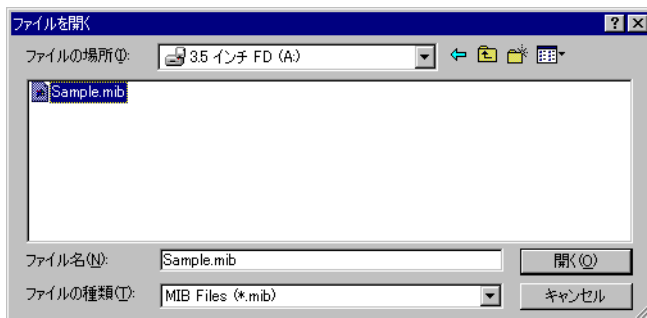 ファイルを開く
ファイルの場所(I): 3.5 インチ FD (A:)
Sample.mib
ファイル名(N): Sample.mib 開く(O)
ファイルの種類(T): MIB Files (*.mib) キャンセル